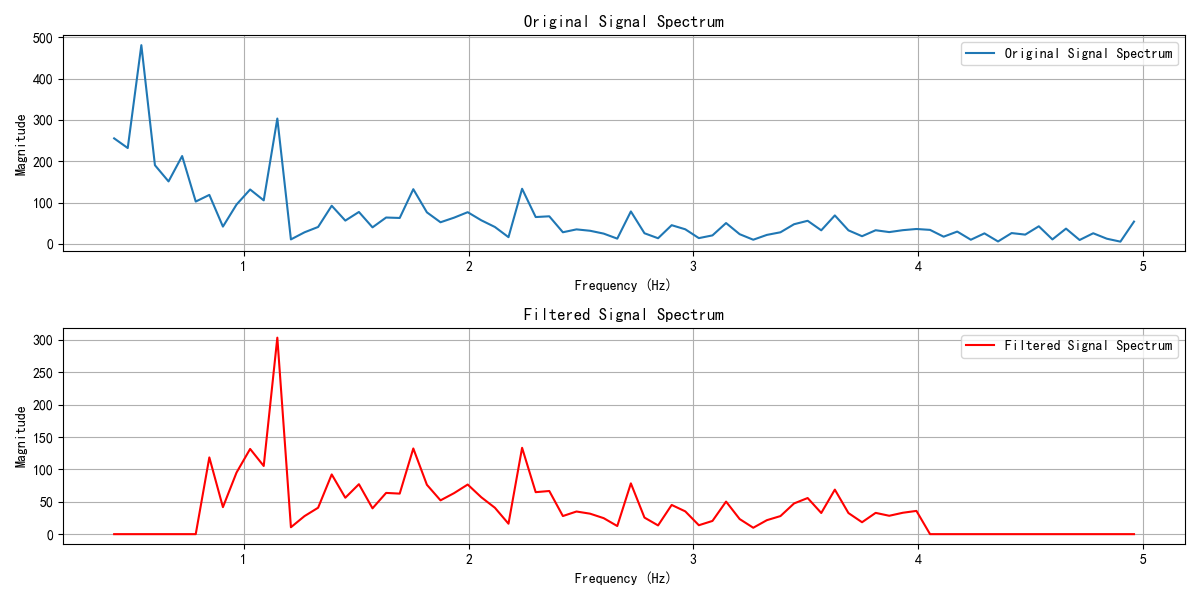 Original Signal Spectrum
500
400
300
200
100
0
Magnitude
Original Signal Spectrum
1
2
3
4
5
Frequency (Hz)
Filtered Signal Spectrum
300
250
200
150
100
50
0
Magnitude
Filtered Signal Spectrum
1
2
3
4
5
Frequency (Hz)